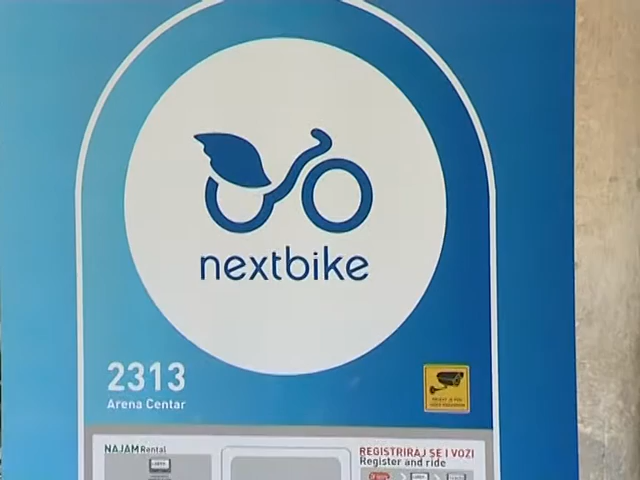 nextbike
2313
Arena Centar
NAJAM Rental
REGISTRIRAJ SE I VOZI
Register and ride